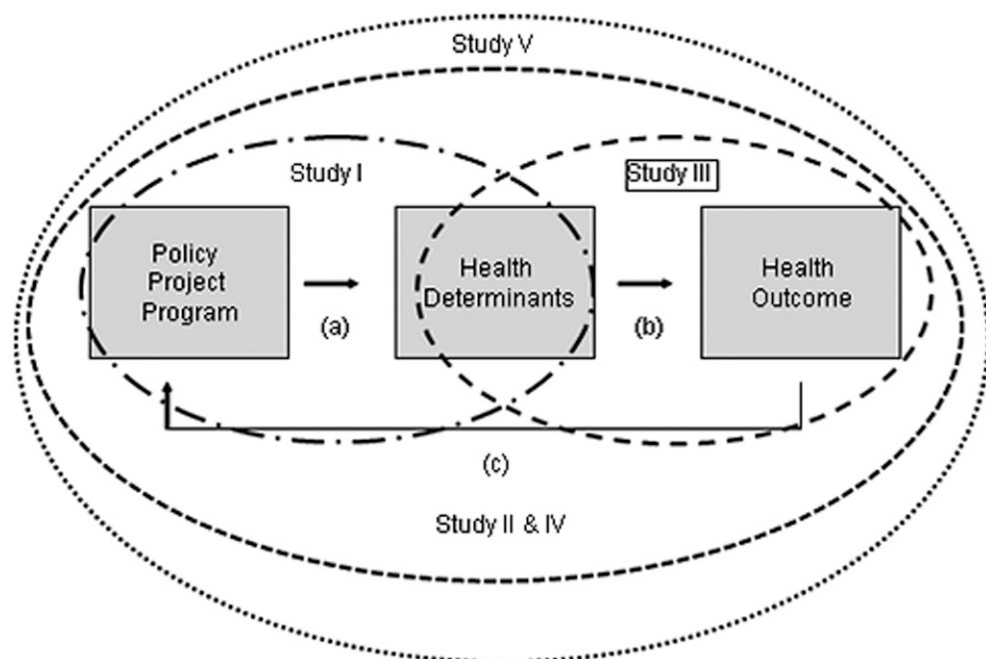 Study V
Study I
Study III
Policy
Project
Program
Health
Determinants
Health
Outcome
(a)
(b)
(c)
Study II & IV